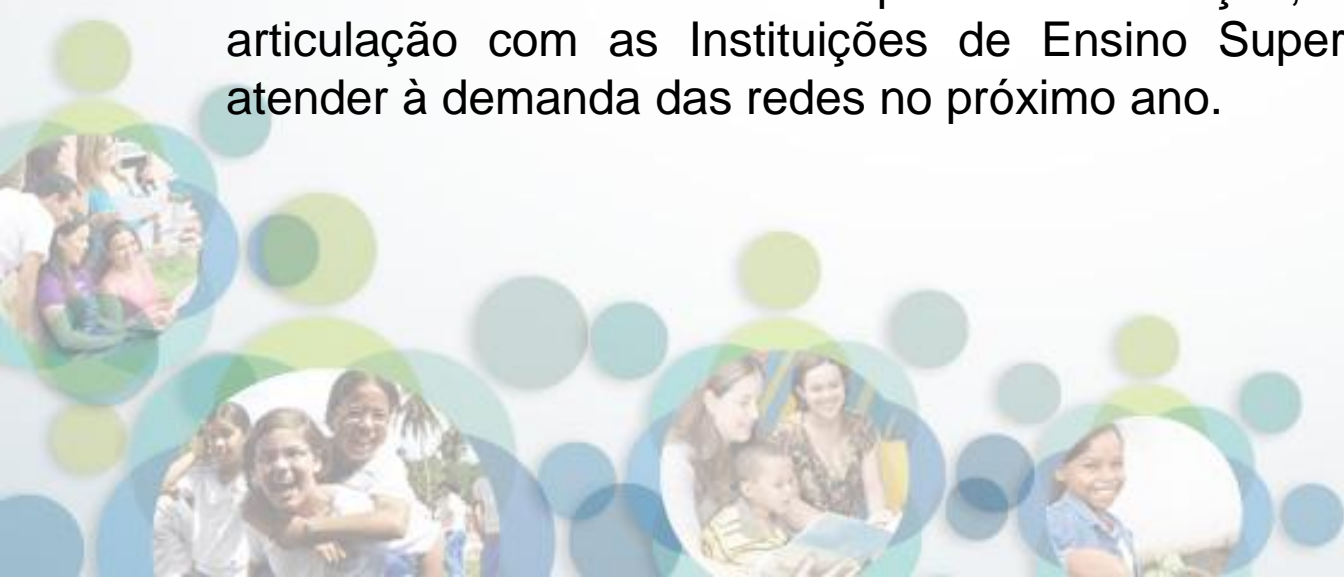 articulação com as Instituições de Ensino Super
atender à demanda das redes no próximo ano.